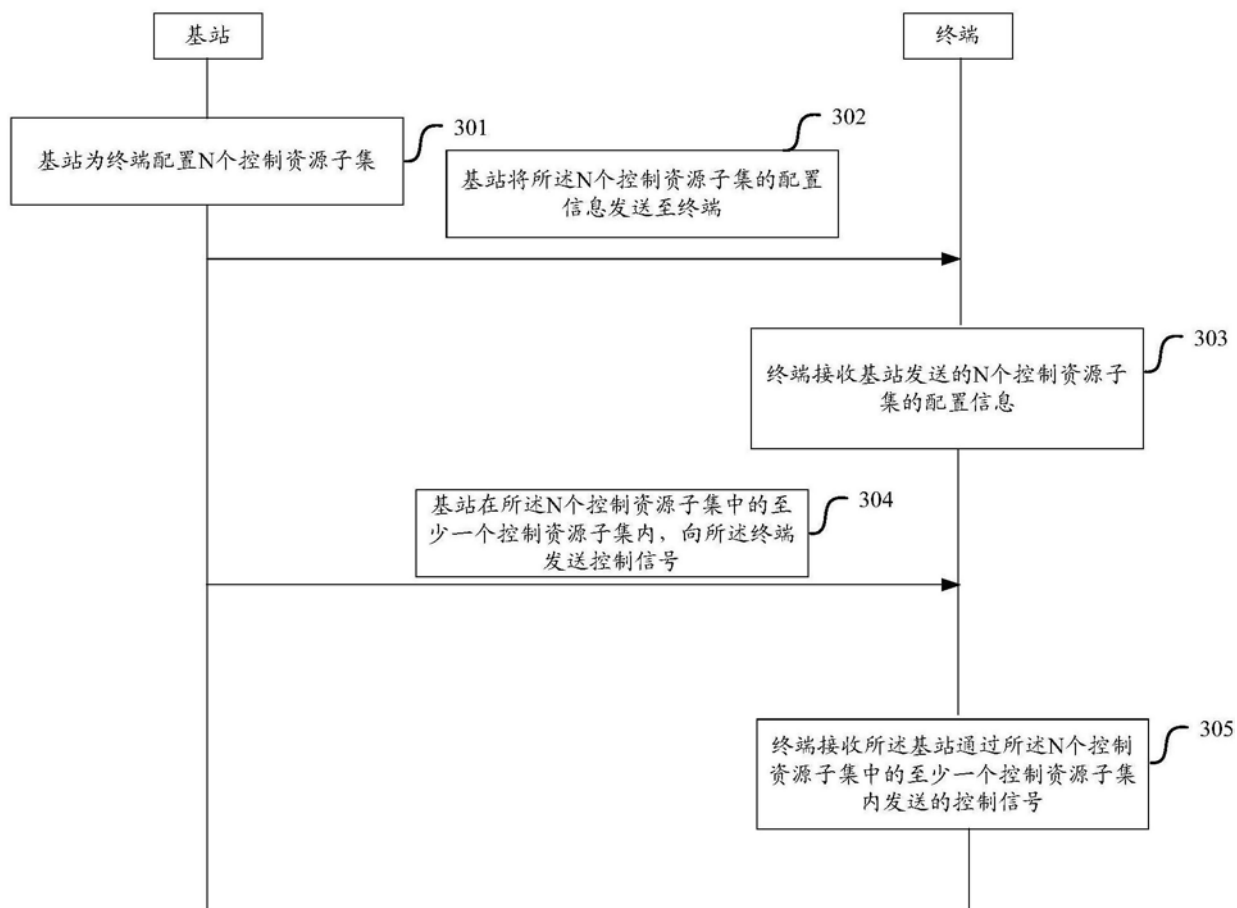 基站
终端
301
基站为终端配置N个控制资源子集
302
基站将所述N个控制资源子集的配置
信息发送至终端
303
终端接收基站发送的N个控制资源子
集的配置信息
304
基站在所述N个控制资源子集中的至
少一个控制资源子集内，向所述终端
发送控制信号
305
终端接收所述基站通过所述N个控制
资源子集中的至少一个控制资源子集
内发送的控制信号